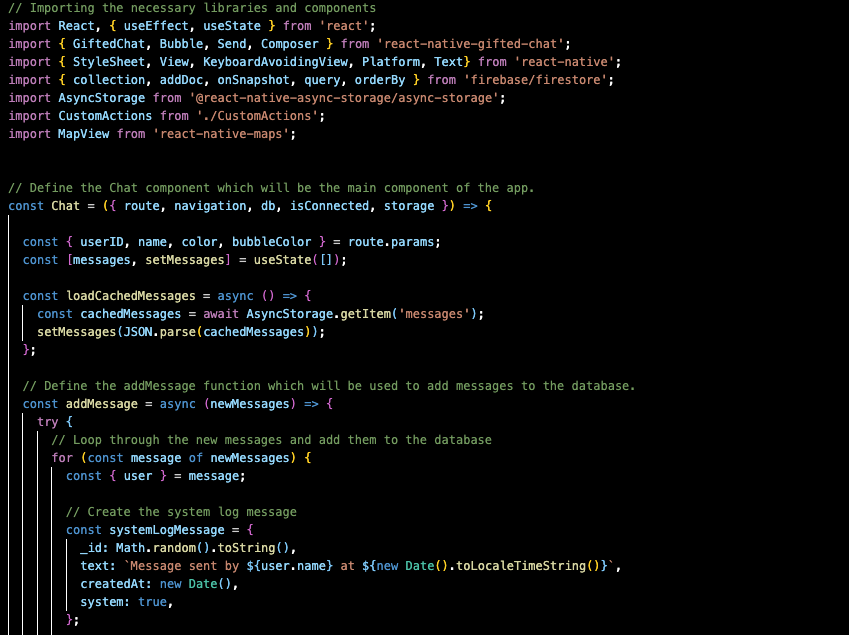 // Importing the necessary libraries and components
import React, { useEffect, useState } from 'react';
import { GiftedChat, Bubble, Send, Composer } from 'react-native-gifted-chat';
import { StyleSheet, View, KeyboardAvoidingView, Platform, Text} from 'react-native';
import { collection, addDoc, onSnapshot, query, orderBy } from 'firebase/firestore';
import AsyncStorage from '@react-native-async-storage/async-storage';
import CustomActions from './CustomActions';
import MapView from 'react-native-maps';
// Define the Chat component which will be the main component of the app.
const Chat = ({ route, navigation, db, isConnected, storage }) => {
const { userID, name, color, bubbleColor } = route.params;
const [messages, setMessages] = useState([]);
const loadCachedMessages = async () => {
const cachedMessages = await AsyncStorage.getItem('messages');
setMessages(JSON.parse(cachedMessages));
};
// Define the addMessage function which will be used to add messages to the database.
const addMessage = async (newMessages) => {
try {
// Loop through the new messages and add them to the database
for (const message of newMessages) {
const { user } = message;
// Create the system log message
const systemLogMessage = {
_id: Math.random().toString(),
text: `Message sent by ${user.name} at ${new Date().toLocaleTimeString()}`,
createdAt: new Date(),
system: true,
};